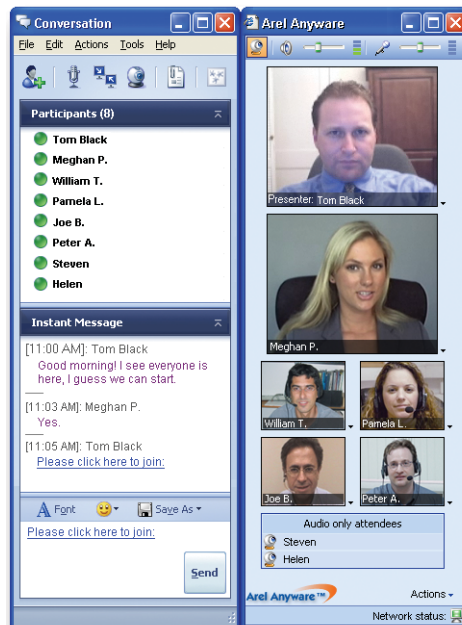 Conversation
File Edit Actions Tools Help
Participants (8)
Tom Black
Meghan P.
William T.
Pamela L.
Joe B.
Peter A.
Steven
Helen
Instant Message
[11:00 AM]: Tom Black
Good morning! I see everyone is
here, I guess we can start.
[11:03 AM]: Meghan P.
Yes.
[11:05 AM]: Tom Black
Please click here to join:
A Font Save As
Please click here to join:
Send
Arel Anyware
Presenter: Tom Black
Meghan P.
William T. Pamela L.
Joe B. Peter A.
Audio only attendees
Steven
Helen
Arel Anyware™ Actions
Network status: